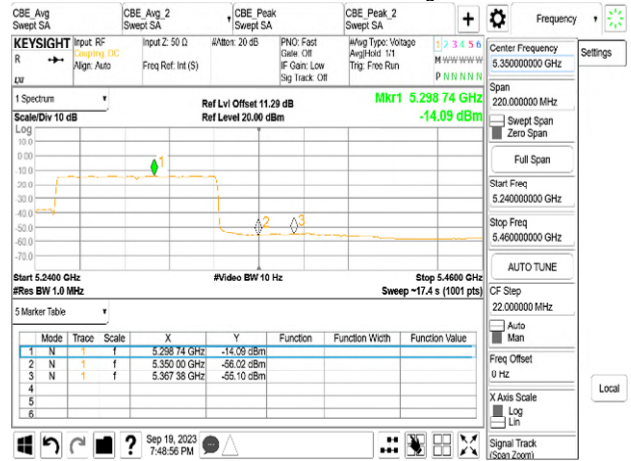 CBE_Avg
Swept SA
CBE_Avg_2
Swept SA
CBE_Peak
Swept SA
CBE_Peak_2
Swept SA
+
Frequency
KEYSIGHT
R
Input: RF
Coupling: DC
Align: Auto
Input Z: 50 Ω
Freq Ref: Int (S)
#Atten: 20 dB
PNO: Fast
Gate: Off
IF Gain: Low
Sig Track: Off
#Avg Type: Voltage
Avg|Hold: 1/1
Trig: Free Run
1 2 3 4 5 6
M W W W W W
P N N N N N
1 Spectrum
Scale/Div 10 dB
Log
Ref Lvl Offset 11.29 dB
Ref Level 20.00 dBm
Mkr1 5.298 74 GHz
-14.09 dBm
10.0
0.00
-10.0
-20.0
-30.0
-40.0
-50.0
-60.0
-70.0
1
2
3
Start 5.2400 GHz
#Res BW 1.0 MHz
#Video BW 10 Hz
Stop 5.4600 GHz
Sweep ~17.4 s (1001 pts)
5 Marker Table
Mode Trace Scale X Y Function Function Width Function Value
1 N 1 f 5.298 74 GHz -14.09 dBm
2 N 1 f 5.350 00 GHz -56.02 dBm
3 N 1 f 5.367 38 GHz -55.10 dBm
4
5
6
?
Sep 19, 2023
7:48:56 PM
Center Frequency
5.350000000 GHz
Span
220.000000 MHz
Swept Span
Zero Span
Full Span
Start Freq
5.240000000 GHz
Stop Freq
5.460000000 GHz
AUTO TUNE
CF Step
22.000000 MHz
Auto
Man
Freq Offset
0 Hz
X Axis Scale
Log
Lin
Signal Track
(Span Zoom)
Settings
Local